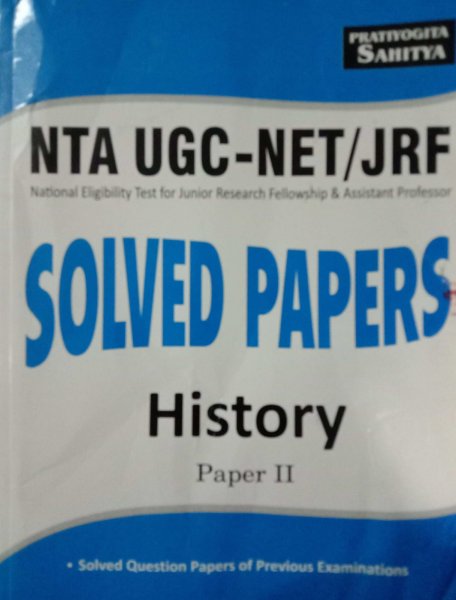 PRATIYOGITA
SAHITYA
NTA UGC-NET/JRF
National Eligibility Test for Junior Research Fellowship & Assistant Professor
SOLVED PAPERS
History
Paper II
• Solved Question Papers of Previous Examinations